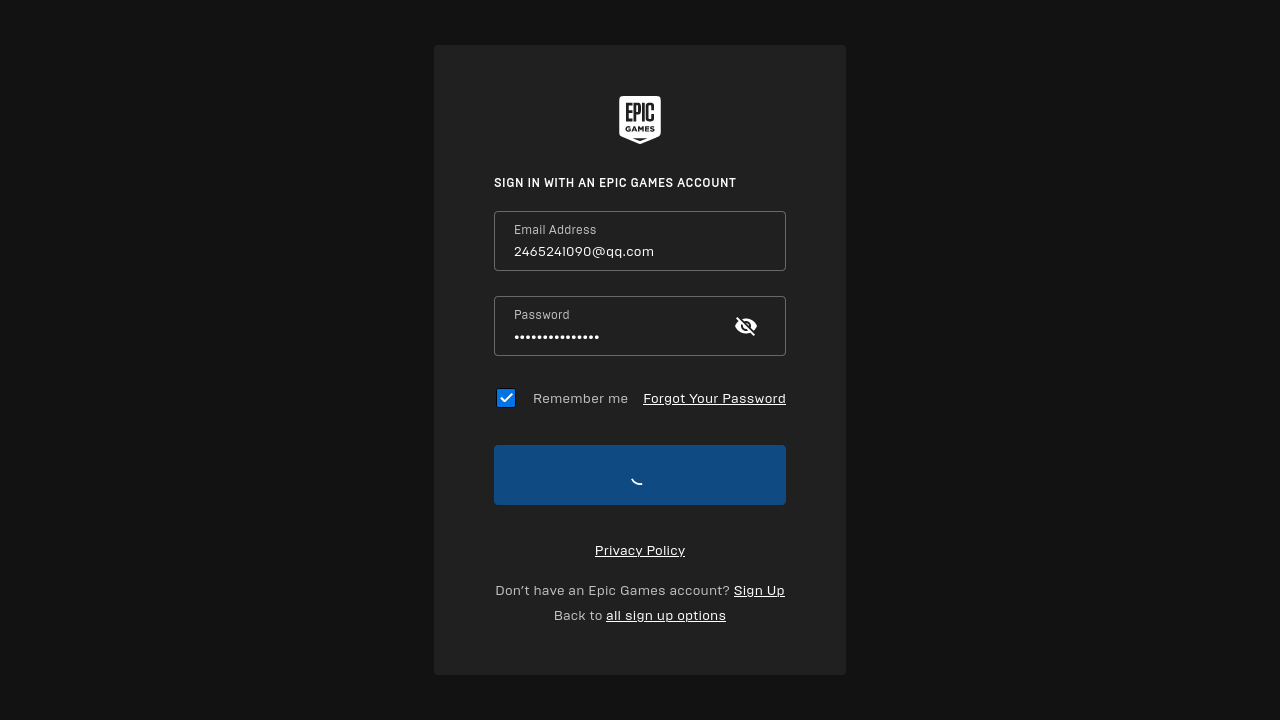 EPIC
GAMES
SIGN IN WITH AN EPIC GAMES ACCOUNT
Email Address
2465241090@qq.com
Password
•••••••••••••••
Remember me Forgot Your Password
Privacy Policy
Don’t have an Epic Games account? Sign Up
Back to all sign up options